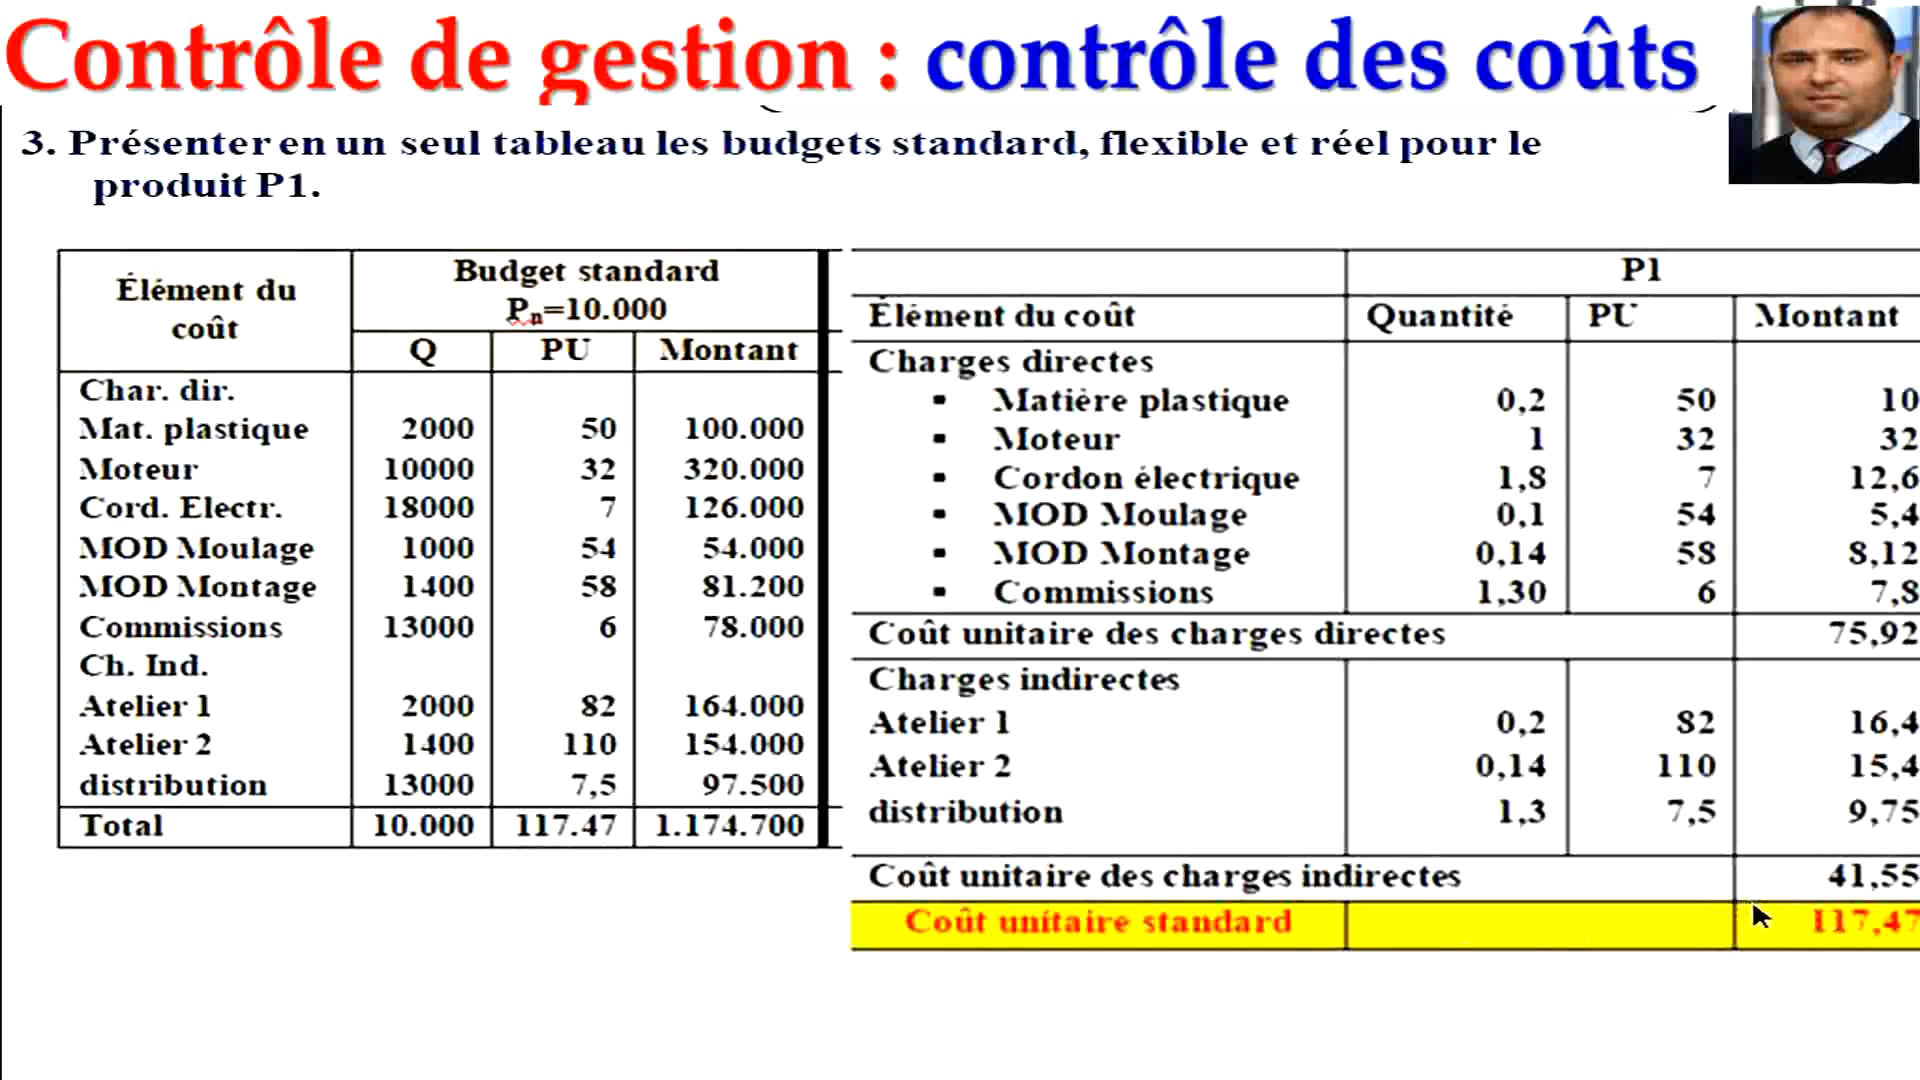 Contrôle de gestion : contrôle des coûts
3. Présenter en un seul tableau les budgets standard, flexible et réel pour le
produit P1.
Élément du coût | Budget standard Pn=10.000
Q | PU | Montant
Char. dir.
Mat. plastique | 2000 | 50 | 100.000
Moteur | 10000 | 32 | 320.000
Cord. Electr. | 18000 | 7 | 126.000
MOD Moulage | 1000 | 54 | 54.000
MOD Montage | 1400 | 58 | 81.200
Commissions | 13000 | 6 | 78.000
Ch. Ind.
Atelier 1 | 2000 | 82 | 164.000
Atelier 2 | 1400 | 110 | 154.000
distribution | 13000 | 7,5 | 97.500
Total | 10.000 | 117.47 | 1.174.700
P1
Élément du coût | Quantité | PU | Montant
Charges directes
▪ Matière plastique | 0,2 | 50 | 10
▪ Moteur | 1 | 32 | 32
▪ Cordon électrique | 1,8 | 7 | 12,6
▪ MOD Moulage | 0,1 | 54 | 5,4
▪ MOD Montage | 0,14 | 58 | 8,12
▪ Commissions | 1,30 | 6 | 7,8
Coût unitaire des charges directes | 75,92
Charges indirectes
Atelier 1 | 0,2 | 82 | 16,4
Atelier 2 | 0,14 | 110 | 15,4
distribution | 1,3 | 7,5 | 9,75
Coût unitaire des charges indirectes | 41,55
Coût unitaire standard | 117,47